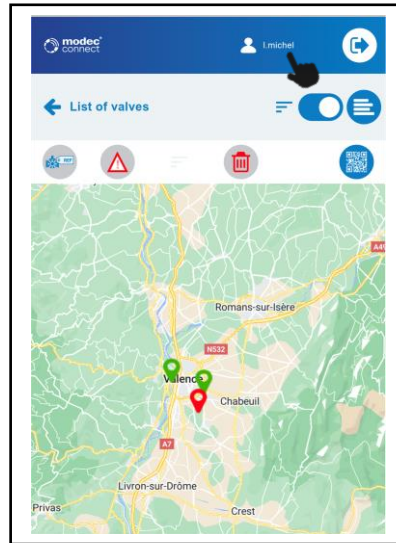 modec
connect
l.michel
List of valves
REF
A49
Romans-sur-Isère
N532
Valence
Chabeuil
A7
Livron-sur-Drôme
Privas
Crest